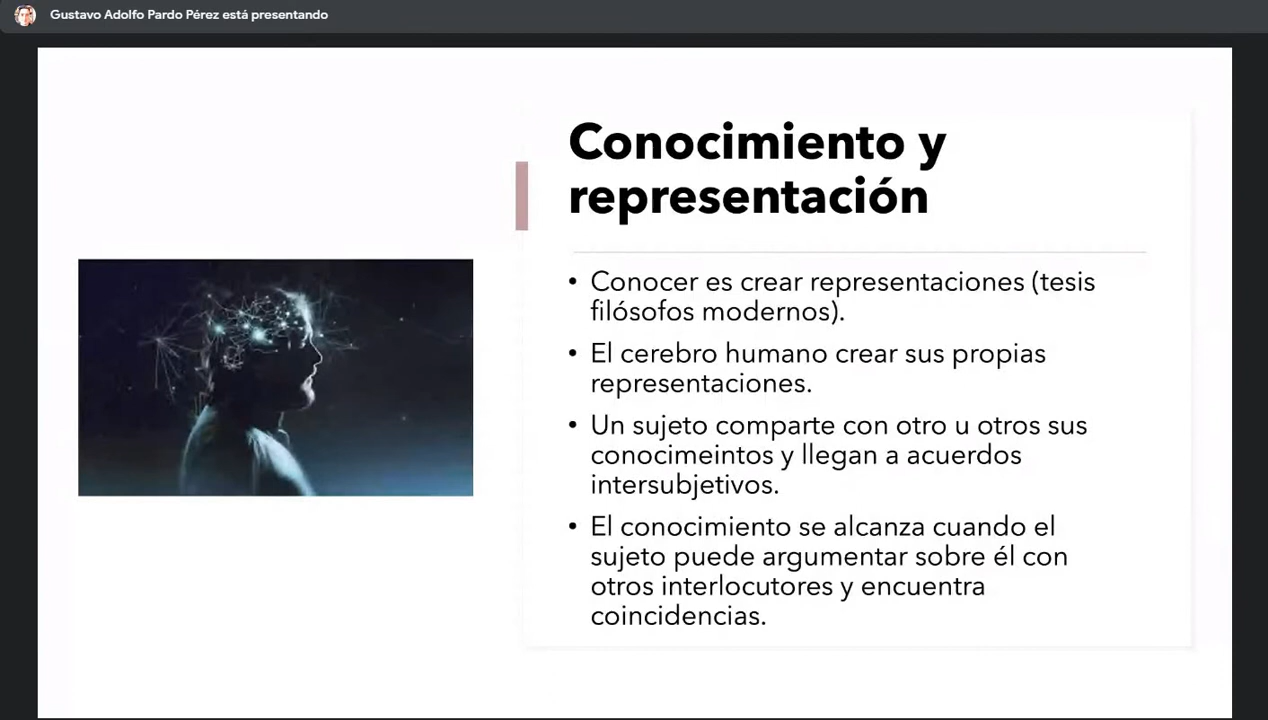 Gustavo Adolfo Pardo Pérez está presentando
Conocimiento y
representación
• Conocer es crear representaciones (tesis
filósofos modernos).
• El cerebro humano crear sus propias
representaciones.
• Un sujeto comparte con otro u otros sus
conocimeintos y llegan a acuerdos
intersubjetivos.
• El conocimiento se alcanza cuando el
sujeto puede argumentar sobre él con
otros interlocutores y encuentra
coincidencias.